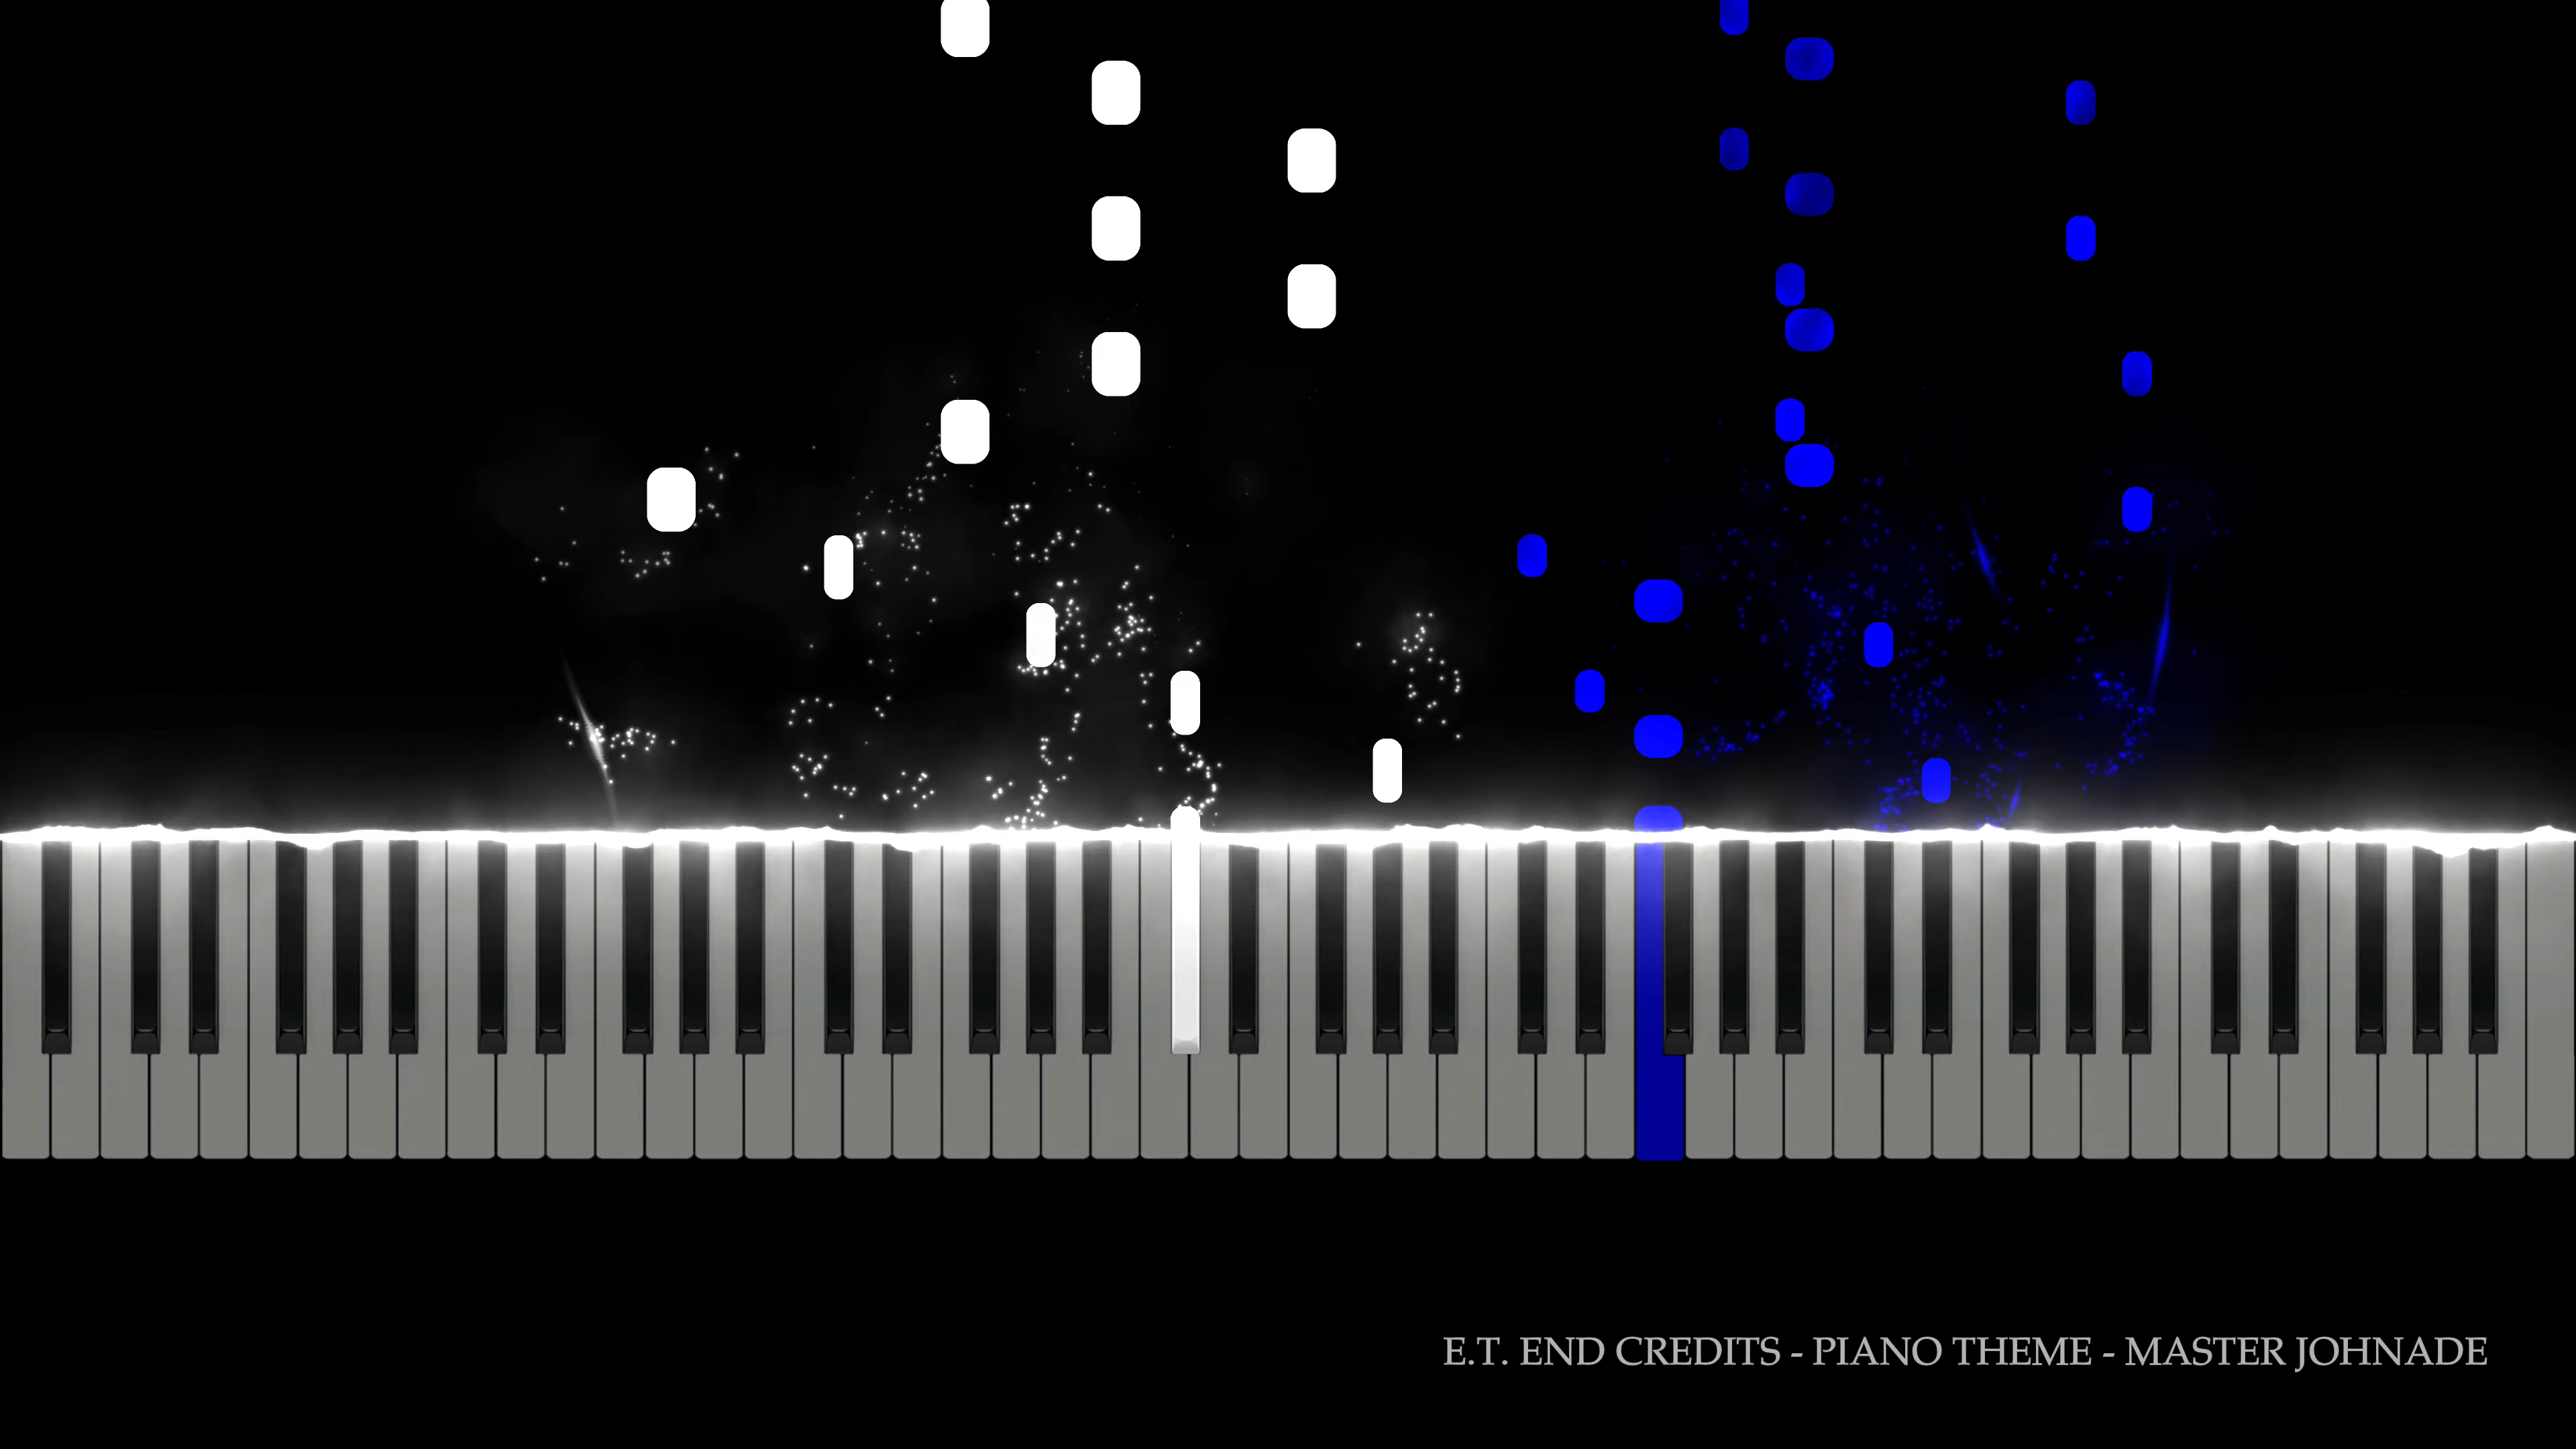 E.T. END CREDITS - PIANO THEME - MASTER JOHNADE